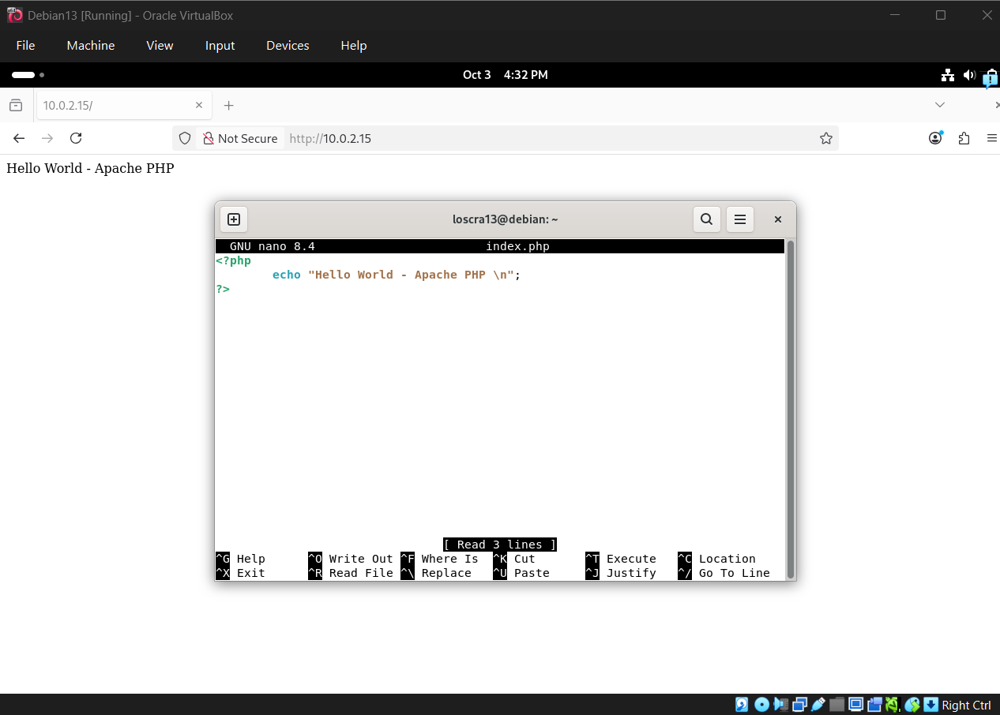 Debian13 [Running] - Oracle VirtualBox
File Machine View Input Devices Help
Oct 3 4:32 PM
10.0.2.15/
Not Secure http://10.0.2.15
Hello World - Apache PHP
loscra13@debian: ~
GNU nano 8.4 index.php
<?php
echo "Hello World - Apache PHP \n";
?>
[ Read 3 lines ]
^G Help ^O Write Out ^F Where Is ^K Cut ^T Execute ^C Location
^X Exit ^R Read File ^\ Replace ^U Paste ^J Justify ^/ Go To Line
Right Ctrl